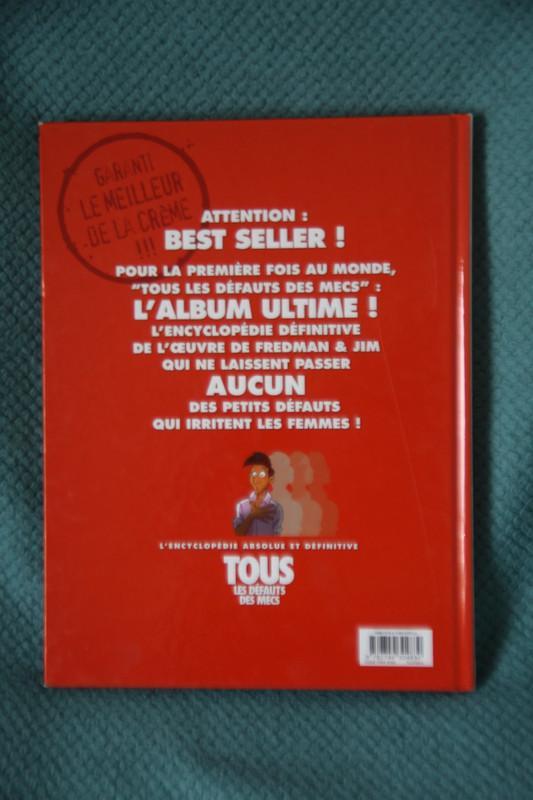 GARANTI
LE MEILLEUR
DE LA CRÈME
!!!
ATTENTION :
BEST SELLER !
POUR LA PREMIÈRE FOIS AU MONDE,
"TOUS LES DÉFAUTS DES MECS" :
L'ALBUM ULTIME !
L'ENCYCLOPÉDIE DÉFINITIVE
DE L'ŒUVRE DE FREDMAN & JIM
QUI NE LAISSENT PASSER
AUCUN
DES PETITS DÉFAUTS
QUI IRRITENT LES FEMMES !
L'ENCYCLOPÉDIE ABSOLUE ET DÉFINITIVE
TOUS
LES DÉFAUTS
DES MECS